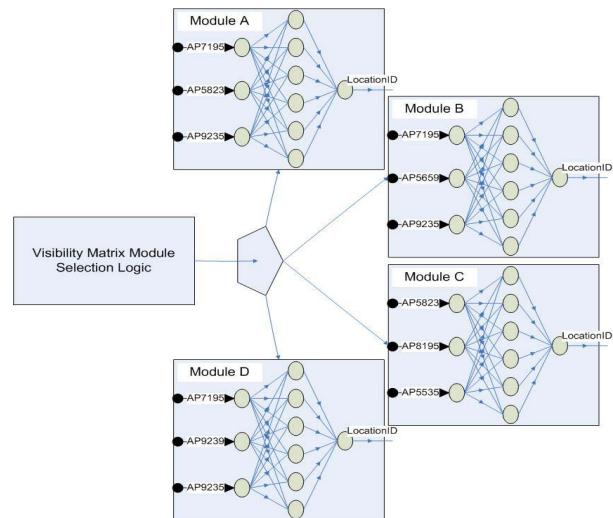 Module A
AP7195
AP5823
AP9235
LocationID
Module B
AP7195
AP5659
AP9235
LocationID
Visibility Matrix Module
Selection Logic
Module C
AP5823
AP8195
AP5535
LocationID
Module D
AP7195
AP9239
AP9235
LocationID